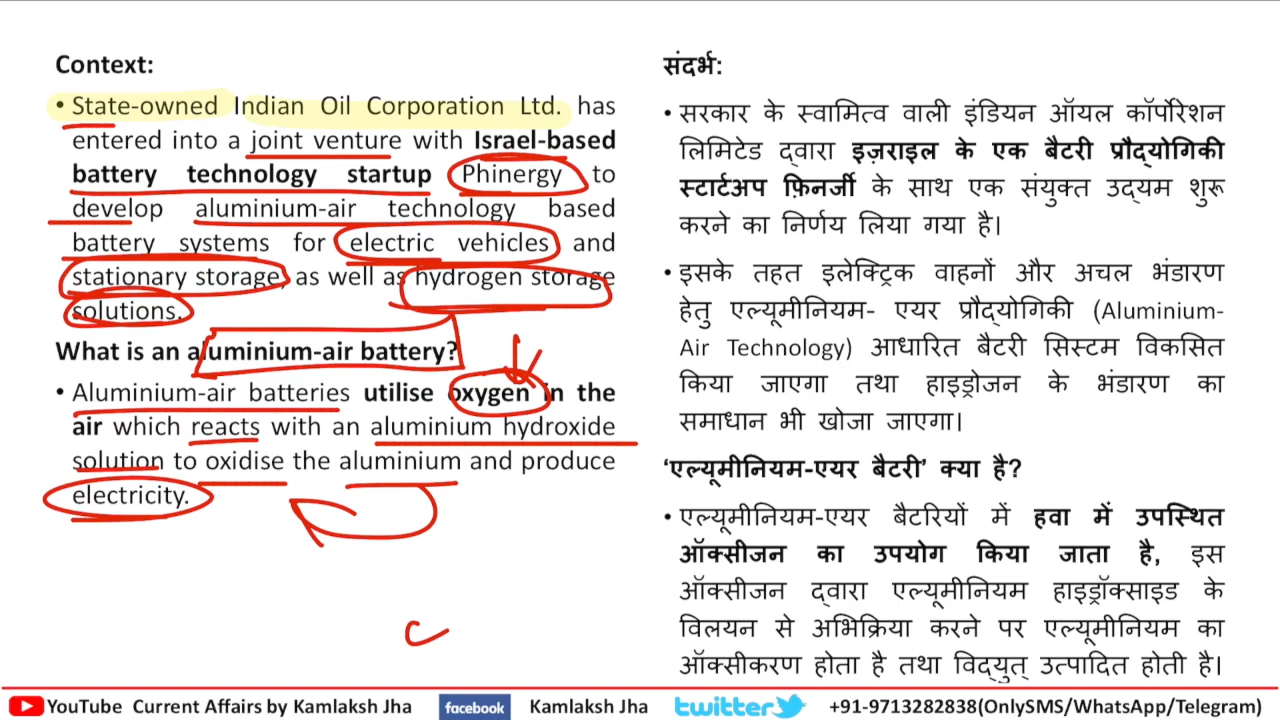 Context:
• State-owned Indian Oil Corporation Ltd. has
entered into a joint venture with Israel-based
battery technology startup Phinergy to
develop aluminium-air technology based
battery systems for electric vehicles and
stationary storage, as well as hydrogen storage
solutions.
What is an aluminium-air battery?
• Aluminium-air batteries utilise oxygen in the
air which reacts with an aluminium hydroxide
solution to oxidise the aluminium and produce
electricity.
संदर्भ:
• सरकार के स्वामित्व वाली इंडियन ऑयल कॉर्पोरेशन
लिमिटेड द्वारा इज़राइल के एक बैटरी प्रौद्योगिकी
स्टार्टअप फ़िनर्जी के साथ एक संयुक्त उद्यम शुरू
करने का निर्णय लिया गया है।
• इसके तहत इलेक्ट्रिक वाहनों और अचल भंडारण
हेतु एल्यूमीनियम- एयर प्रौद्योगिकी (Aluminium-
Air Technology) आधारित बैटरी सिस्टम विकसित
किया जाएगा तथा हाइड्रोजन के भंडारण का
समाधान भी खोजा जाएगा।
‘एल्यूमीनियम-एयर बैटरी’ क्या है?
• एल्यूमीनियम-एयर बैटरियों में हवा में उपस्थित
ऑक्सीजन का उपयोग किया जाता है, इस
ऑक्सीजन द्वारा एल्यूमीनियम हाइड्रॉक्साइड के
विलयन से अभिक्रिया करने पर एल्यूमीनियम का
ऑक्सीकरण होता है तथा विद्युत् उत्पादित होती है।
YouTube Current Affairs by Kamlaksh Jha facebook Kamlaksh Jha twitter +91-9713282838(OnlySMS/WhatsApp/Telegram)